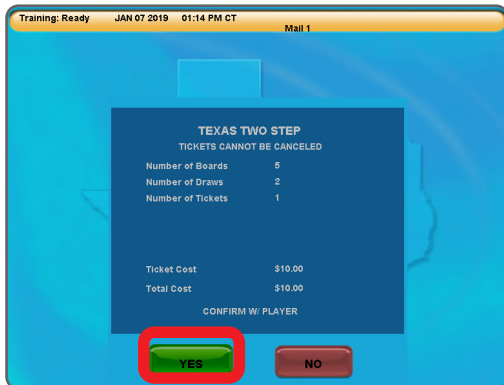 Training: Ready JAN 07 2019 01:14 PM CT
Mail 1
TEXAS TWO STEP
TICKETS CANNOT BE CANCELED
Number of Boards 5
Number of Draws 2
Number of Tickets 1
Ticket Cost $10.00
Total Cost $10.00
CONFIRM W/ PLAYER
YES NO